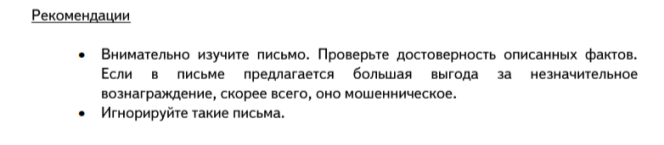 Рекомендации
• Внимательно изучите письмо. Проверьте достоверность описанных фактов.
Если в письме предлагается большая выгода за незначительное
вознаграждение, скорее всего, оно мошенническое.
• Игнорируйте такие письма.